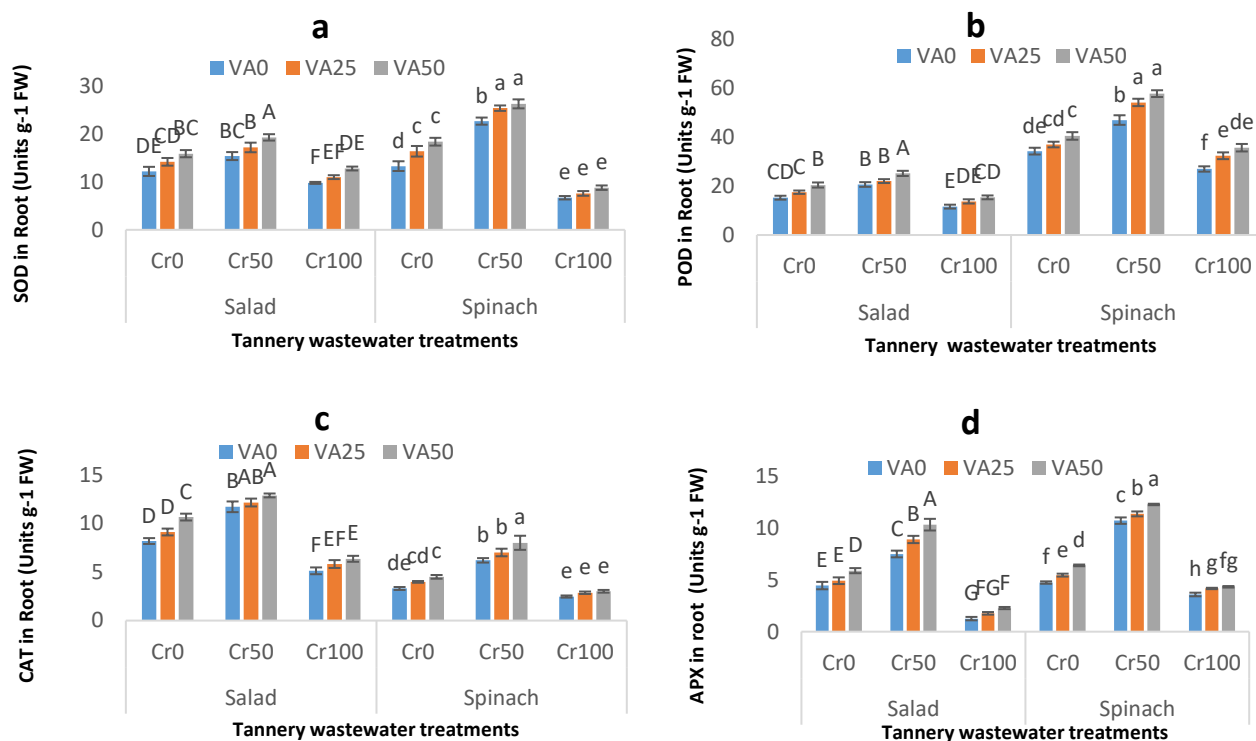 a
VA0 VA25 VA50
SOD in Root (Units g-1 FW)
30
20
10
0
DE CD BC BC B A F EF DE d c c b a a e e e
Cr0 Cr50 Cr100 Cr0 Cr50 Cr100
Salad Spinach
Tannery wastewater treatments
b
VA0 VA25 VA50
POD in Root (Units g-1 FW)
80
60
40
20
0
CD C B B B A E DE CD de cd c b a a f e de
Cr0 Cr50 Cr100 Cr0 Cr50 Cr100
Salad Spinach
Tannery wastewater treatments
c
VA0 VA25 VA50
CAT in Root (Units g-1 FW)
15
10
5
0
D D C B AB A F EF E de cd c b b a e e e
Cr0 Cr50 Cr100 Cr0 Cr50 Cr100
Salad Spinach
Tannery wastewater treatments
d
VA0 VA25 VA50
APX in root (Units g-1 FW)
15
10
5
0
E E D C B A G FG F f e d c b a h g fg
Cr0 Cr50 Cr100 Cr0 Cr50 Cr100
Salad Spinach
Tannery wastewater treatments